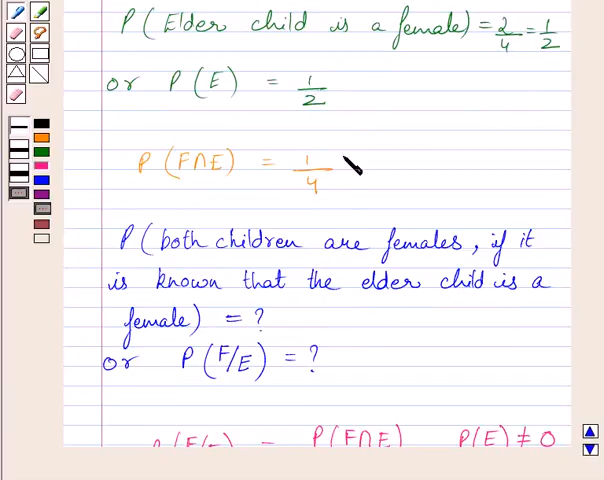 P ( Elder child is a female) = 2/4 = 1/2
or P (E) = 1/2
P (F∩E) = 1/4
P ( both children are females, if it
is known that the elder child is a
female) = ?
or P (F/E) = ?
P (F/E) = P(F∩E) P(E) ≠ 0